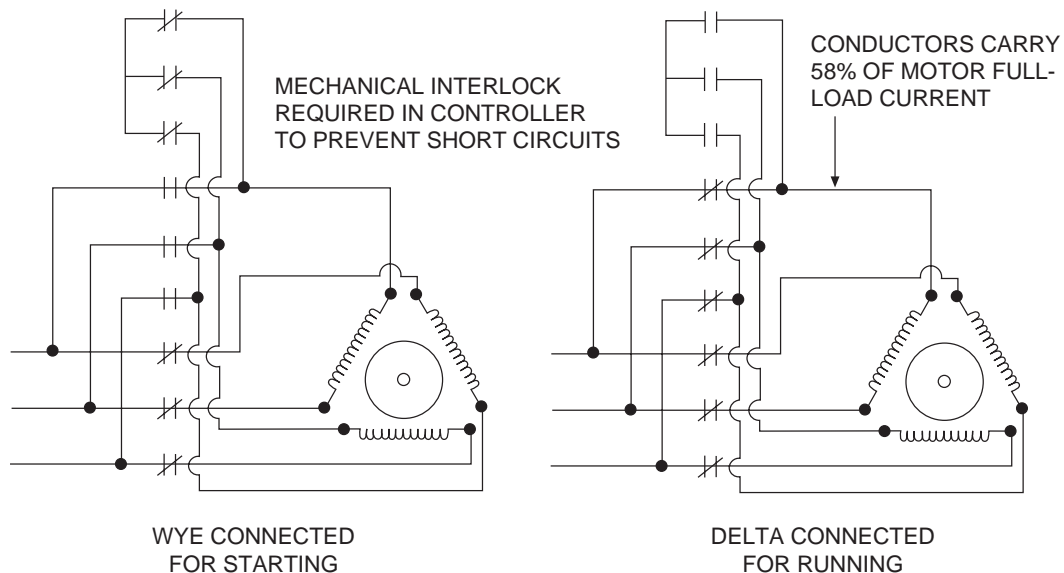 MECHANICAL INTERLOCK
REQUIRED IN CONTROLLER
TO PREVENT SHORT CIRCUITS
CONDUCTORS CARRY
58% OF MOTOR FULL-
LOAD CURRENT
WYE CONNECTED
FOR STARTING
DELTA CONNECTED
FOR RUNNING